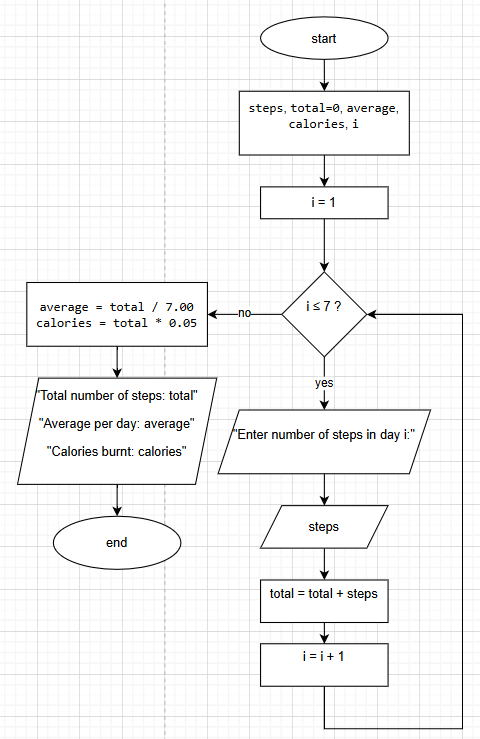 start
steps, total=0, average,
calories, i
i = 1
i ≤ 7 ?
no
yes
average = total / 7.00
calories = total * 0.05
"Total number of steps: total"
"Average per day: average"
"Calories burnt: calories"
end
"Enter number of steps in day i:"
steps
total = total + steps
i = i + 1